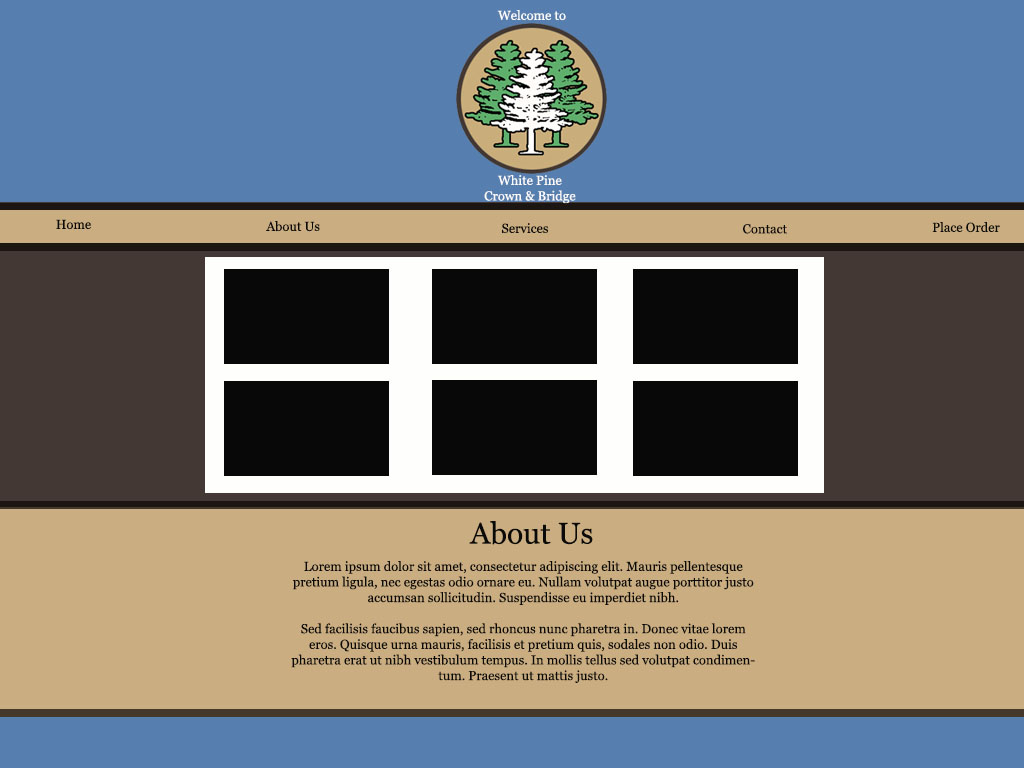 Welcome to
White Pine
Crown & Bridge
Home About Us Services Contact Place Order
About Us
Lorem ipsum dolor sit amet, consectetur adipiscing elit. Mauris pellentesque
pretium ligula, nec egestas odio ornare eu. Nullam volutpat augue porttitor justo
accumsan sollicitudin. Suspendisse eu imperdiet nibh.
Sed facilisis faucibus sapien, sed rhoncus nunc pharetra in. Donec vitae lorem
eros. Quisque urna mauris, facilisis et pretium quis, sodales non odio. Duis
pharetra erat ut nibh vestibulum tempus. In mollis tellus sed volutpat condimen-
tum. Praesent ut mattis justo.